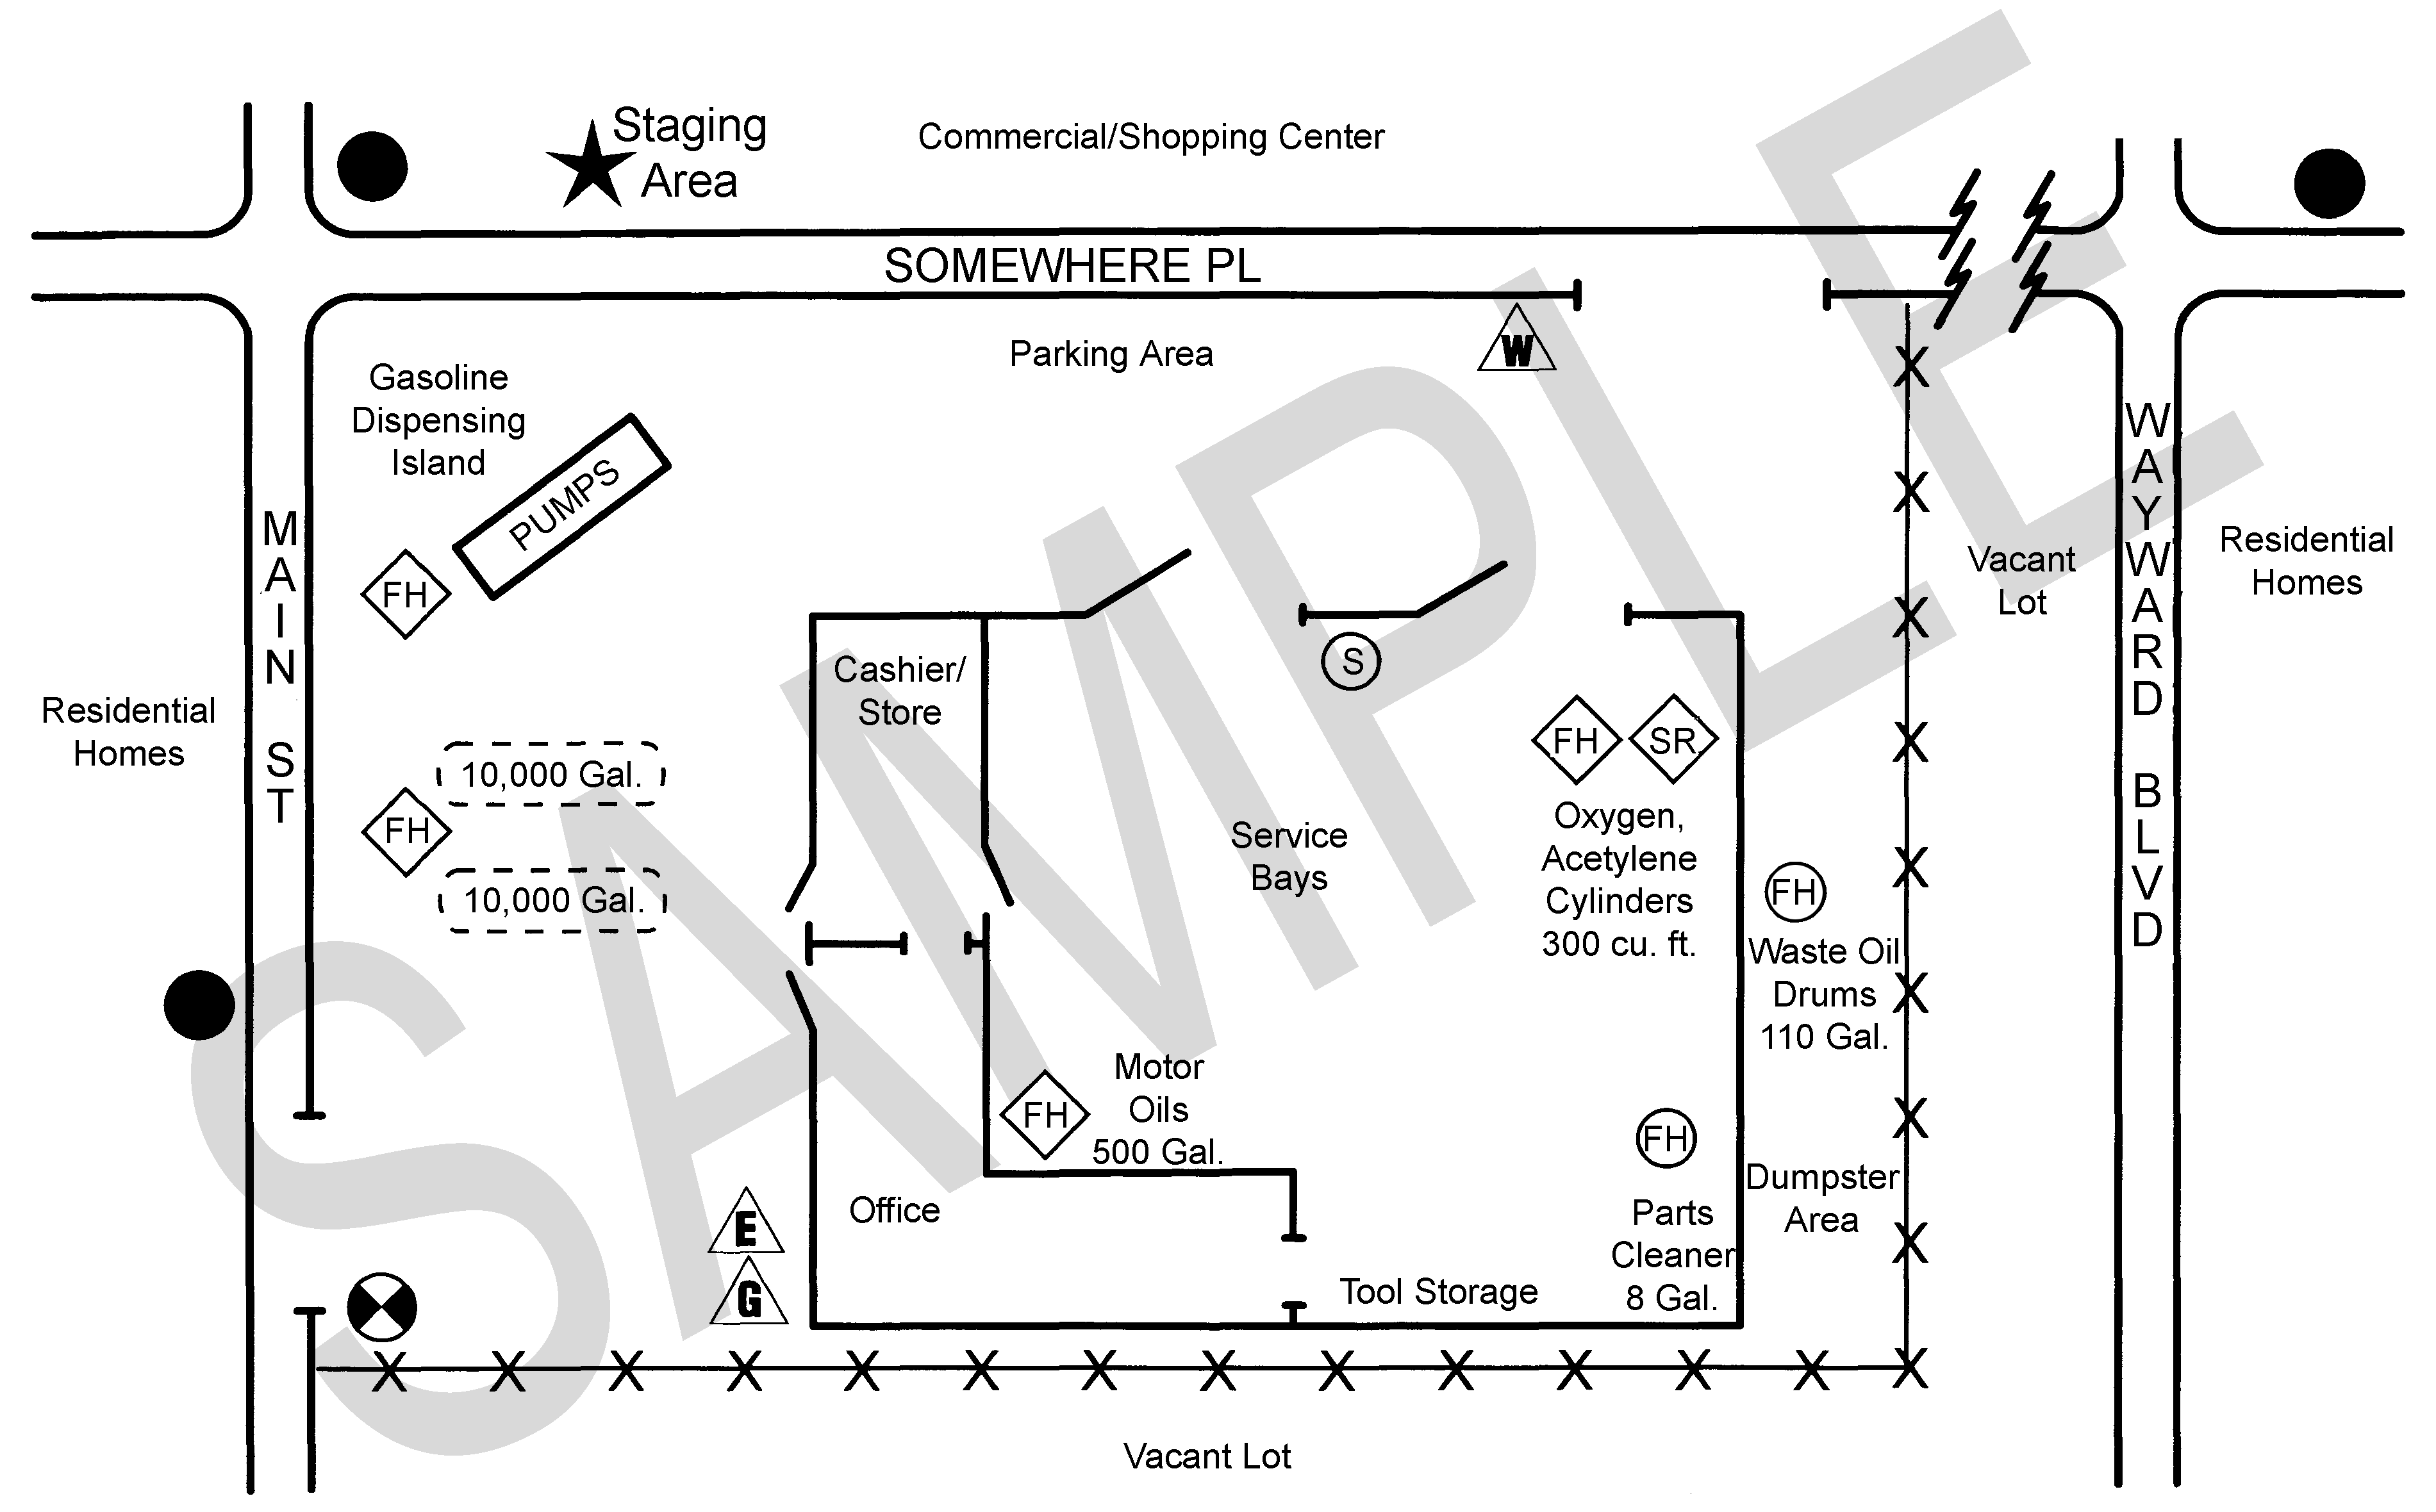 Staging
Area
Commercial/Shopping Center
SOMEWHERE PL
Parking Area
W
Gasoline
Dispensing
Island
PUMPS
FH
MAIN ST
Residential
Homes
10,000 Gal.
FH
10,000 Gal.
Cashier/
Store
S
Service
Bays
FH
SR
Oxygen,
Acetylene
Cylinders
300 cu. ft.
FH
Waste Oil
Drums
110 Gal.
Vacant
Lot
WAYWARD BLVD
Residential
Homes
FH
Motor
Oils
500 Gal.
FH
Parts
Cleaner
8 Gal.
Dumpster
Area
Office
E
G
Tool Storage
Vacant Lot
SAMPLE